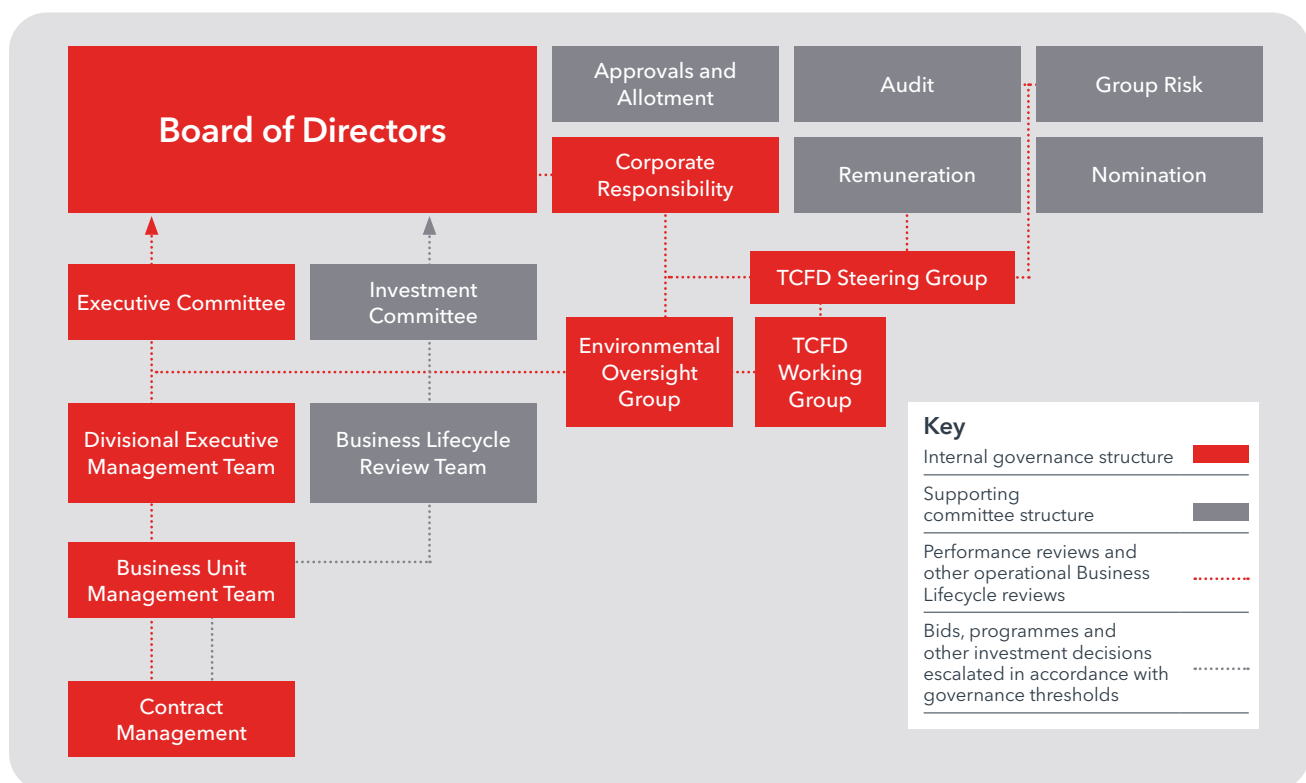 Board of Directors
Approvals and
Allotment
Audit
Group Risk
Corporate
Responsibility
Remuneration
Nomination
Executive Committee
Investment
Committee
TCFD Steering Group
Environmental
Oversight
Group
TCFD
Working
Group
Divisional Executive
Management Team
Business Lifecycle
Review Team
Business Unit
Management Team
Contract
Management
Key
Internal governance structure
Supporting
committee structure
Performance reviews and
other operational Business
Lifecycle reviews
Bids, programmes and
other investment decisions
escalated in accordance with
governance thresholds